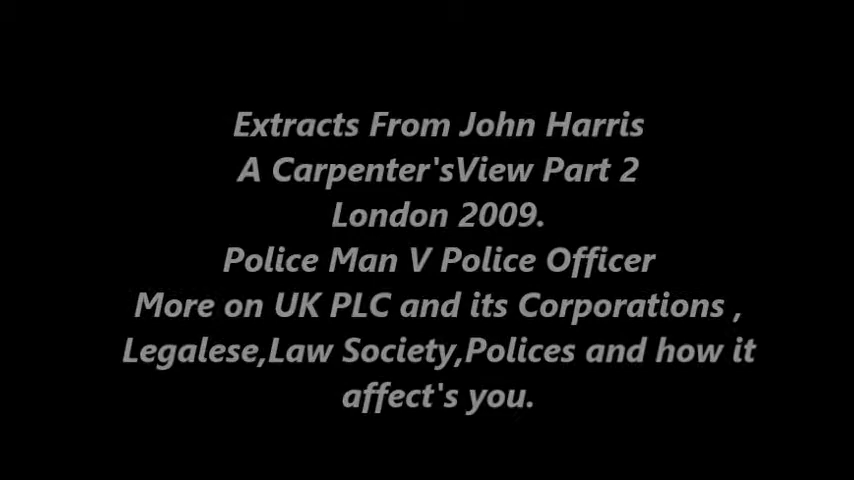 Extracts From John Harris
A Carpenter'sView Part 2
London 2009.
Police Man V Police Officer
More on UK PLC and its Corporations ,
Legalese,Law Society,Polices and how it
affect's you.